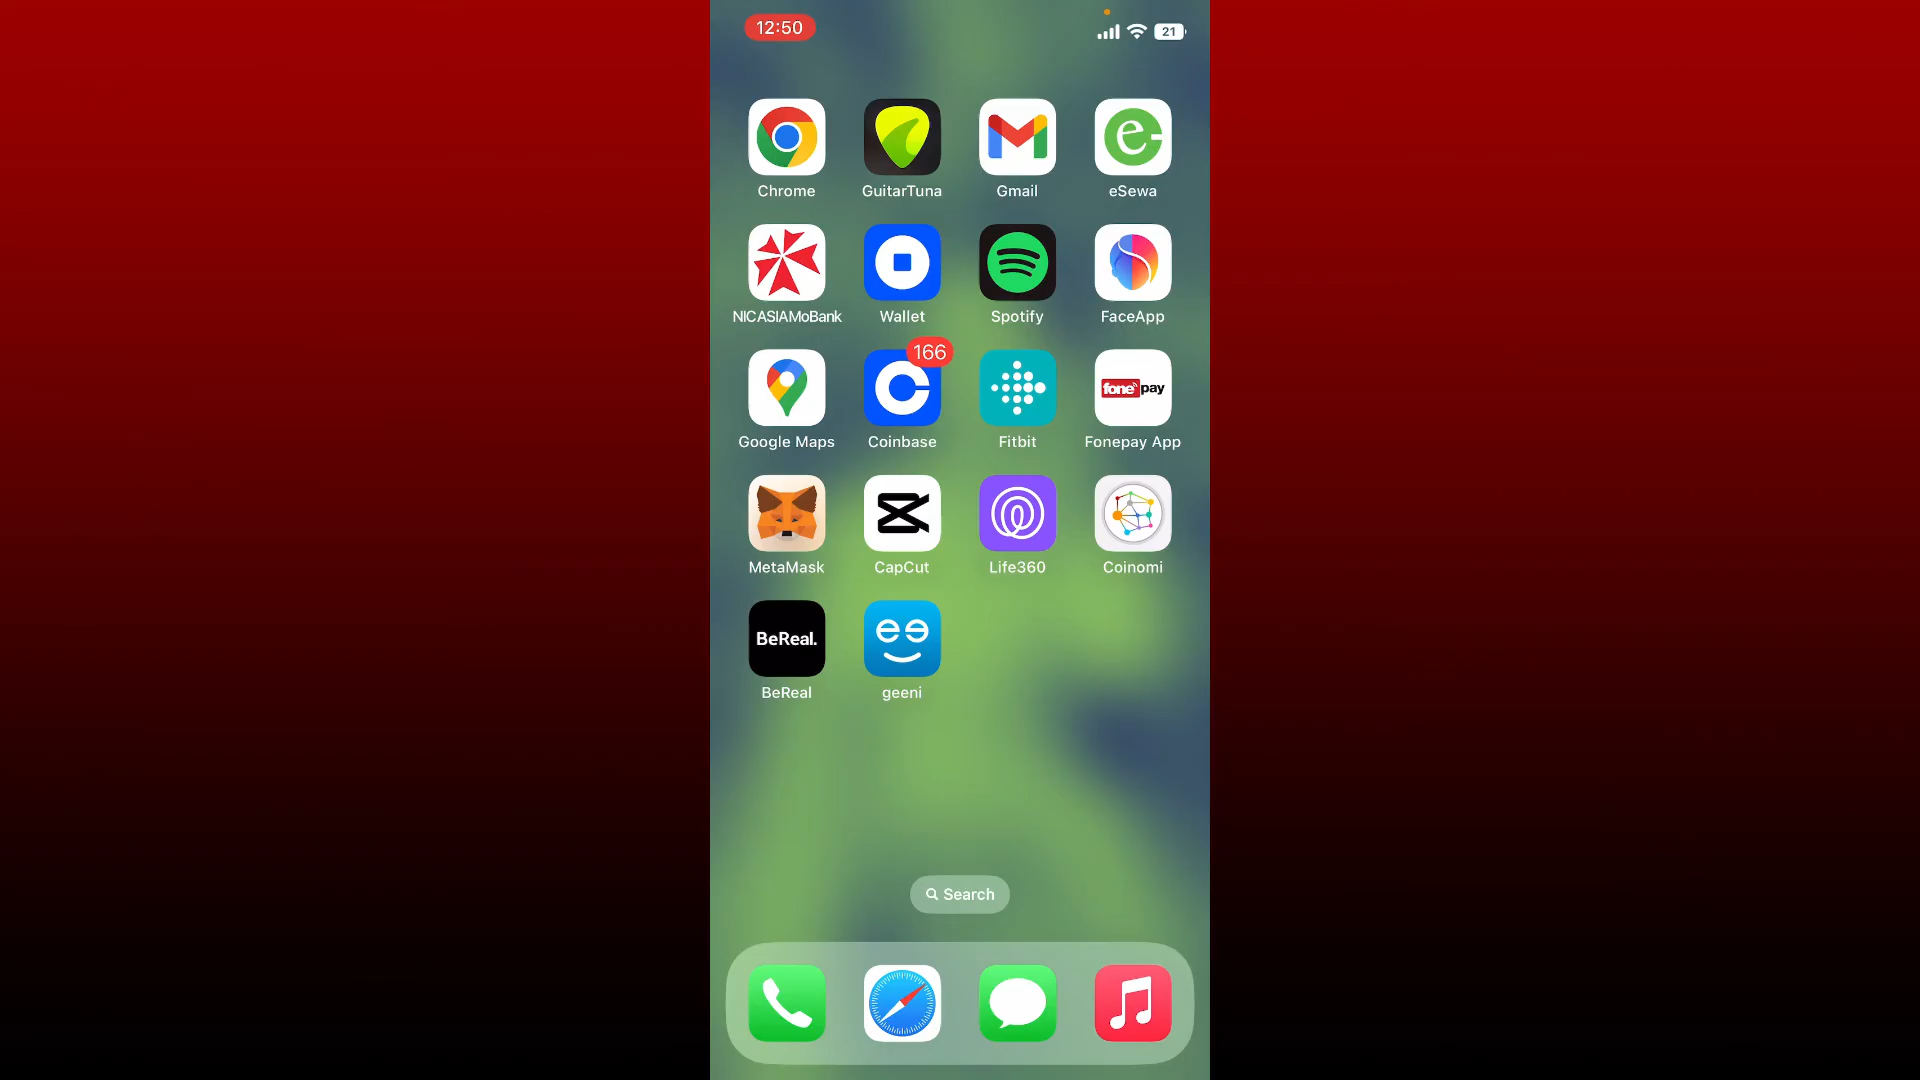 12:50
21
Chrome
GuitarTuna
Gmail
eSewa
NICASIAMoBank
Wallet
Spotify
FaceApp
166
fone pay
Google Maps
Coinbase
Fitbit
Fonepay App
MetaMask
CapCut
Life360
Coinomi
BeReal.
BeReal
geeni
Search